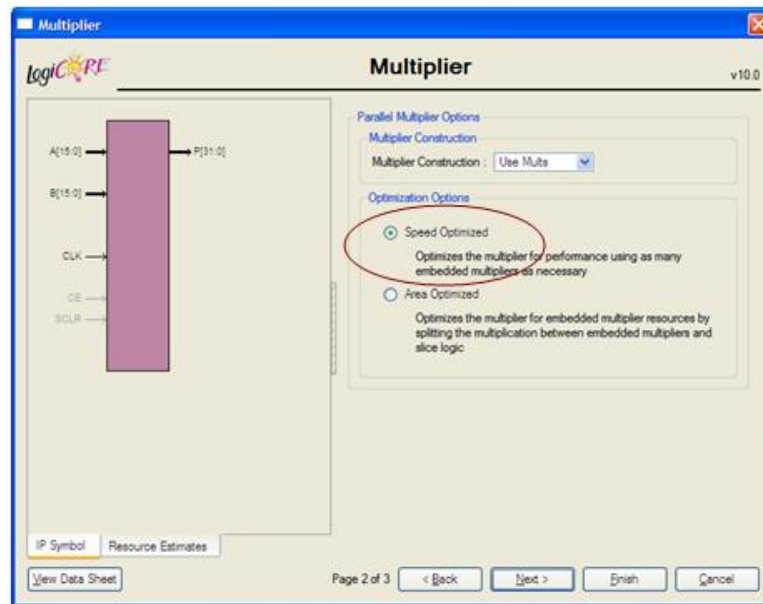 Multiplier
LogiCORE
Multiplier
v10.0
A[15:0]
P[31:0]
B[15:0]
CLK
CE
SCLR
Parallel Multiplier Options
Multiplier Construction
Multiplier Construction : Use Mults
Optimization Options
Speed Optimized
Optimizes the multiplier for performance using as many
embedded multipliers as necessary
Area Optimized
Optimizes the multiplier for embedded multiplier resources by
splitting the multiplication between embedded multipliers and
slice logic
IP Symbol Resource Estimates
View Data Sheet Page 2 of 3 < Back Next > Finish Cancel